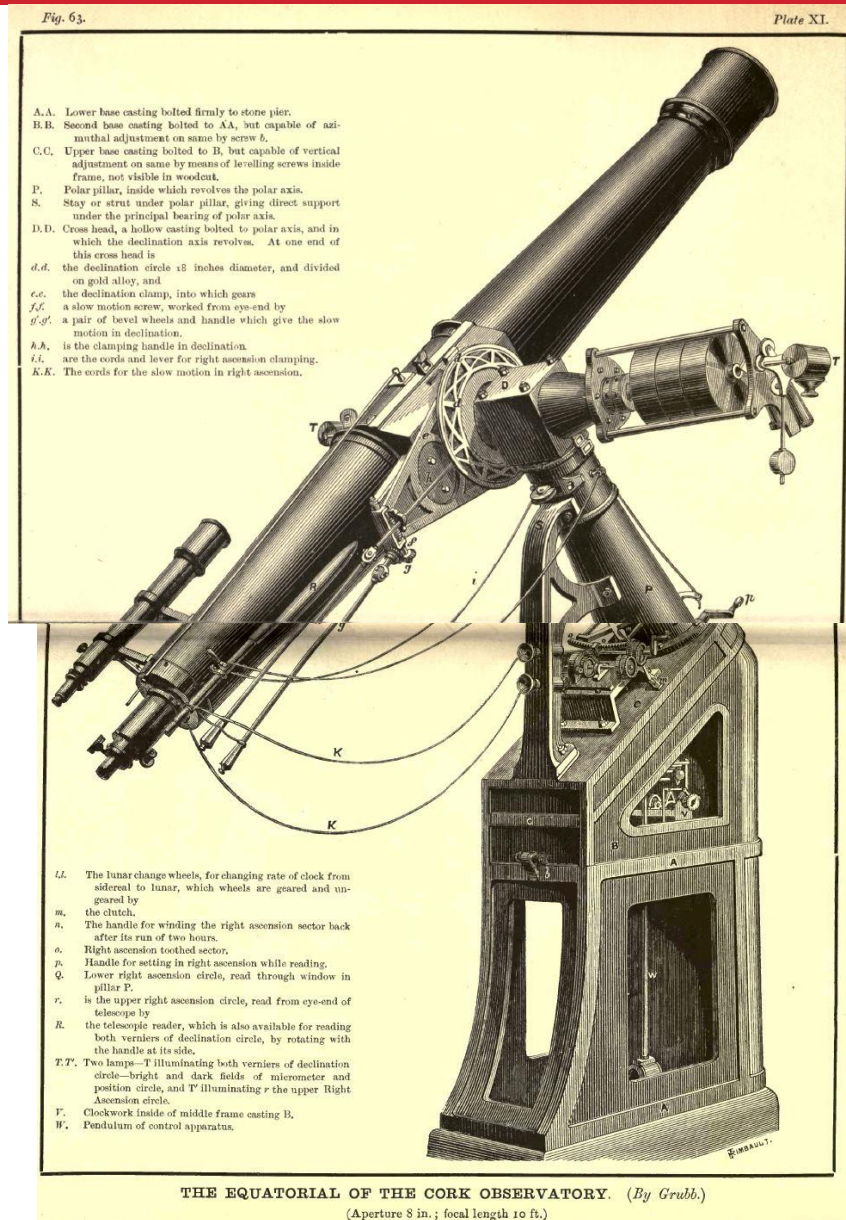 Fig. 63.
Plate XI.
A.A. Lower base casting bolted firmly to stone pier.
B.B. Second base casting bolted to AA, but capable of azi-
muthal adjustment on same by screw b.
C.C. Upper base casting bolted to B, but capable of vertical
adjustment on same by means of levelling screws inside
frame, not visible in woodcut.
P. Polar pillar, inside which revolves the polar axis.
S. Stay or strut under polar pillar, giving direct support
under the principal bearing of polar axis.
D.D. Cross head, a hollow casting bolted to polar axis, and in
which the declination axis revolves. At one end of
this cross head is
d.d. the declination circle 18 inches diameter, and divided
on gold alloy, and
e.e. the declination clamp, into which gears
f.f. a slow motion screw, worked from eye-end by
g'.g'. a pair of bevel wheels and handle which give the slow
motion in declination.
h.h. is the clamping handle in declination.
i.i. are the cords and lever for right ascension clamping.
K.K. The cords for the slow motion in right ascension.
D
T
T
h
f
g
S
i
R
P
p
g
K
K
C
C
B
A
V
b
A
W
A
l.l. The lunar change wheels, for changing rate of clock from
sidereal to lunar, which wheels are geared and un-
geared by
m. the clutch.
n. The handle for winding the right ascension sector back
after its run of two hours.
o. Right ascension toothed sector.
p. Handle for setting in right ascension while reading.
Q. Lower right ascension circle, read through window in
pillar P.
r. is the upper right ascension circle, read from eye-end of
telescope by
R. the telescopic reader, which is also available for reading
both verniers of declination circle, by rotating with
the handle at its side.
T.T'. Two lamps—T illuminating both verniers of declination
circle—bright and dark fields of micrometer and
position circle, and T' illuminating r the upper Right
Ascension circle.
V. Clockwork inside of middle frame casting B.
W. Pendulum of control apparatus.
RIMBAULT.
THE EQUATORIAL OF THE CORK OBSERVATORY. (By Grubb.)
(Aperture 8 in.; focal length 10 ft.)